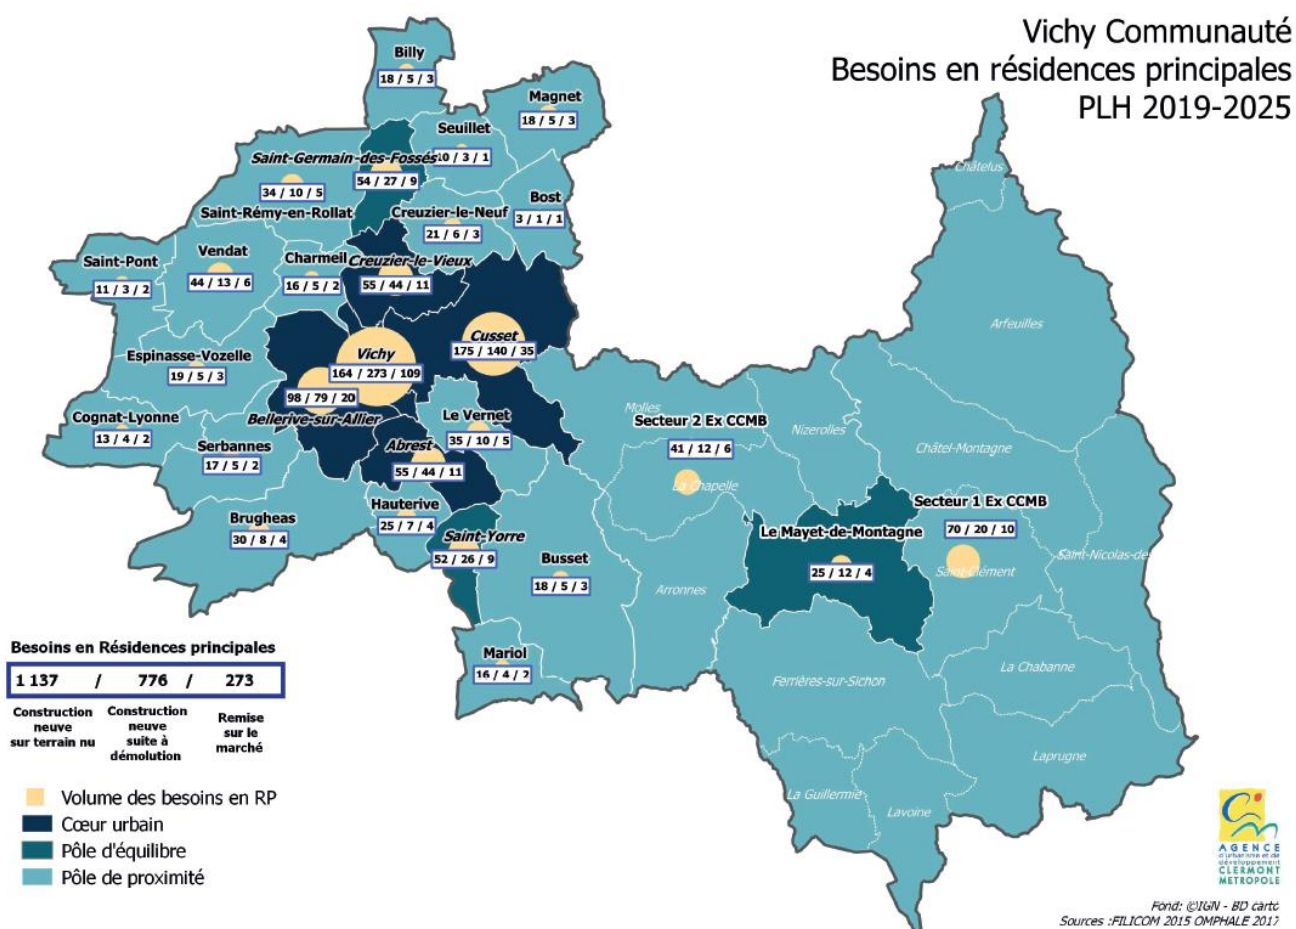 Vichy Communauté
Besoins en résidences principales
PLH 2019-2025
Billy
18 / 5 / 3
Magnet
18 / 5 / 3
Seuillet
10 / 3 / 1
Saint-Germain-des-Fossés
54 / 27 / 9
34 / 10 / 5
Saint-Rémy-en-Rollat
Bost
3 / 1 / 1
Creuzier-le-Neuf
21 / 6 / 3
Châtelus
Saint-Pont
11 / 3 / 2
Vendat
44 / 13 / 6
Charmeil
16 / 5 / 2
Creuzier-le-Vieux
55 / 44 / 11
Cusset
175 / 140 / 35
Arfeuilles
Espinasse-Vozelle
19 / 5 / 3
Vichy
164 / 273 / 109
98 / 79 / 20
Bellerive-sur-Allier
Cognat-Lyonne
13 / 4 / 2
Serbannes
17 / 5 / 2
Le Vernet
35 / 10 / 5
Abrest
55 / 44 / 11
Molles
Secteur 2 Ex CCMB
41 / 12 / 6
La Chapelle
Nizerolles
Châtel-Montagne
Hauterive
25 / 7 / 4
Brugheas
30 / 8 / 4
Saint-Yorre
52 / 26 / 9
Busset
18 / 5 / 3
Arronnes
Le Mayet-de-Montagne
25 / 12 / 4
Secteur 1 Ex CCMB
70 / 20 / 10
Saint-Clément
Saint-Nicolas-des
Mariol
16 / 4 / 2
Ferrières-sur-Sichon
La Chabanne
Laprugne
La Guillermie
Lavoine
Besoins en Résidences principales
1 137 / 776 / 273
Construction neuve sur terrain nu
Construction neuve suite à démolution
Remise sur le marché
Volume des besoins en RP
Cœur urbain
Pôle d'équilibre
Pôle de proximité
AGENCE
d'urbanisme et de
développement
CLERMONT
METROPOLE
Fond: ©IGN - BD carto
Sources :FILICOM 2015 OMPHALE 2017